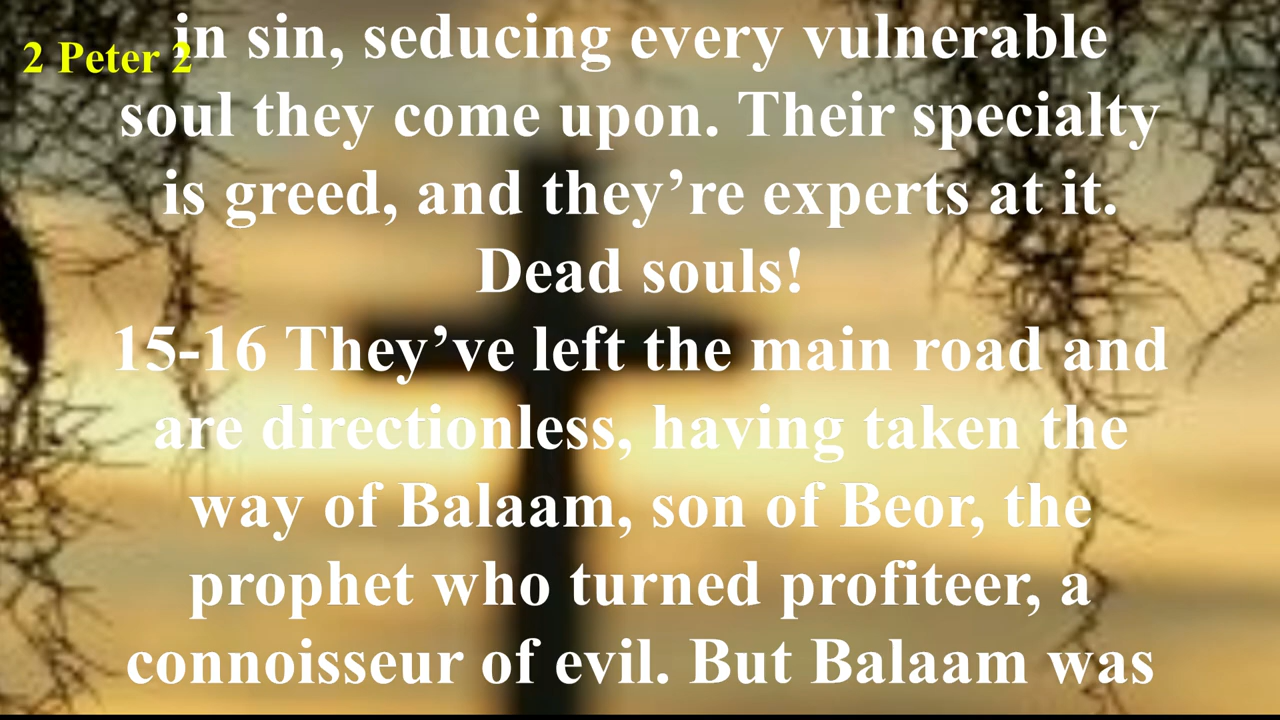 2 Peter 2
in sin, seducing every vulnerable
soul they come upon. Their specialty
is greed, and they’re experts at it.
Dead souls!
15-16 They’ve left the main road and
are directionless, having taken the
way of Balaam, son of Beor, the
prophet who turned profiteer, a
connoisseur of evil. But Balaam was